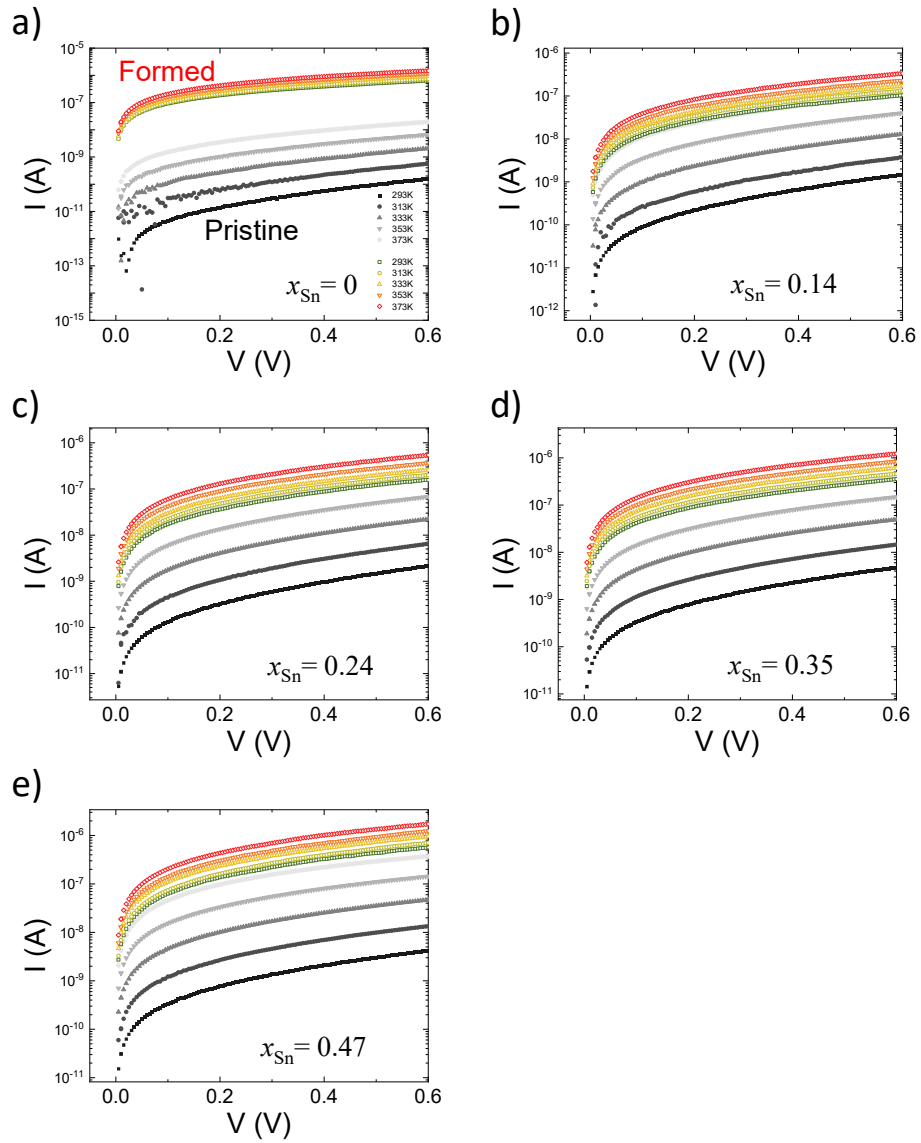 a)
10⁻⁵
10⁻⁷
10⁻⁹
10⁻¹¹
10⁻¹³
10⁻¹⁵
I (A)
Formed
Pristine
293K
313K
333K
353K
373K
293K
313K
333K
353K
373K
xSn= 0
0.0 0.2 0.4 0.6
V (V)
b)
10⁻⁶
10⁻⁷
10⁻⁸
10⁻⁹
10⁻¹⁰
10⁻¹¹
10⁻¹²
I (A)
xSn= 0.14
0.0 0.2 0.4 0.6
V (V)
c)
10⁻⁶
10⁻⁷
10⁻⁸
10⁻⁹
10⁻¹⁰
10⁻¹¹
I (A)
xSn= 0.24
0.0 0.2 0.4 0.6
V (V)
d)
10⁻⁶
10⁻⁷
10⁻⁸
10⁻⁹
10⁻¹⁰
10⁻¹¹
I (A)
xSn= 0.35
0.0 0.2 0.4 0.6
V (V)
e)
10⁻⁶
10⁻⁷
10⁻⁸
10⁻⁹
10⁻¹⁰
10⁻¹¹
I (A)
xSn= 0.47
0.0 0.2 0.4 0.6
V (V)